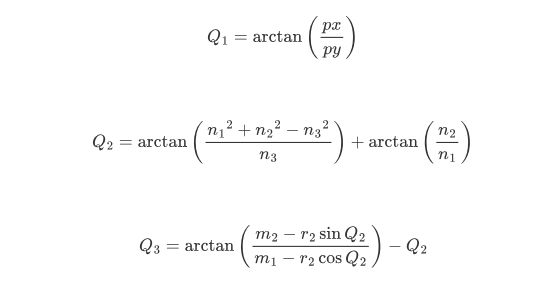 Q₁ = arctan(px/py)
Q₂ = arctan((n₁² + n₂² − n₃²)/n₃) + arctan(n₂/n₁)
Q₃ = arctan((m₂ − r₂ sin Q₂)/(m₁ − r₂ cos Q₂)) − Q₂